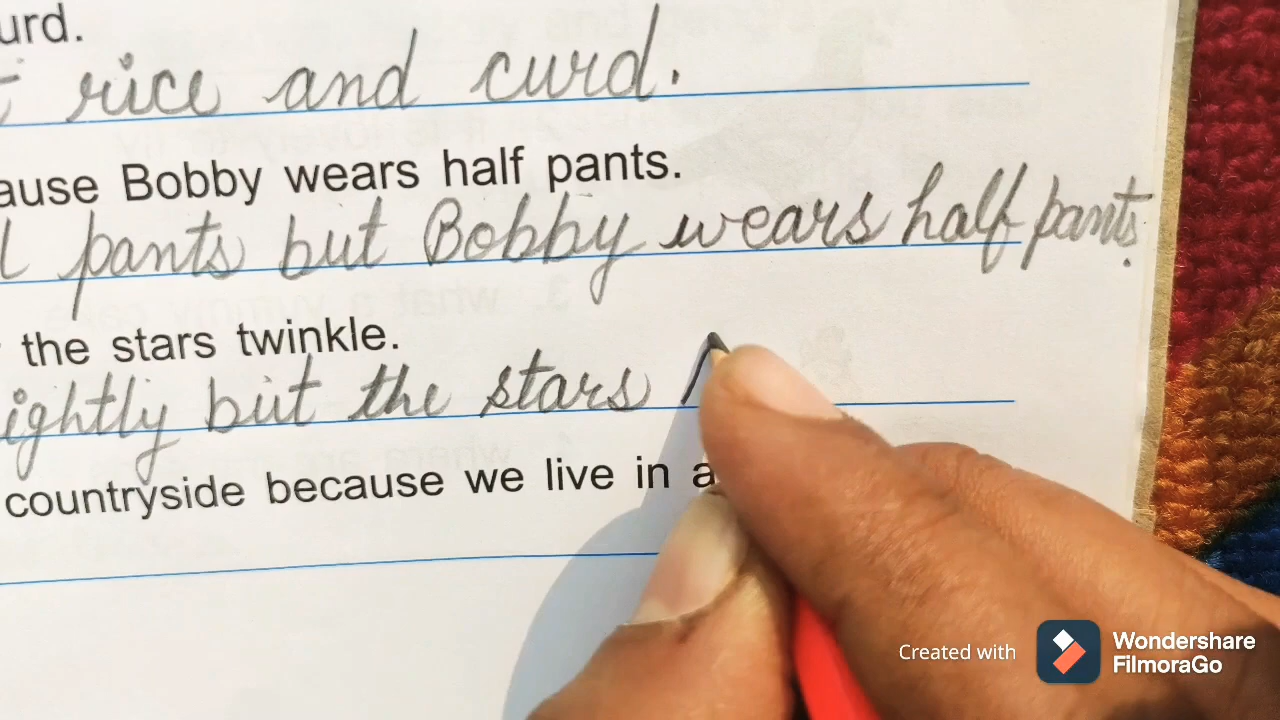 urd.
rice and curd.
ause Bobby wears half pants.
l pants but Bobby wears half pants.
the stars twinkle.
ightly but the stars
countryside because we live in a
Created with Wondershare FilmoraGo